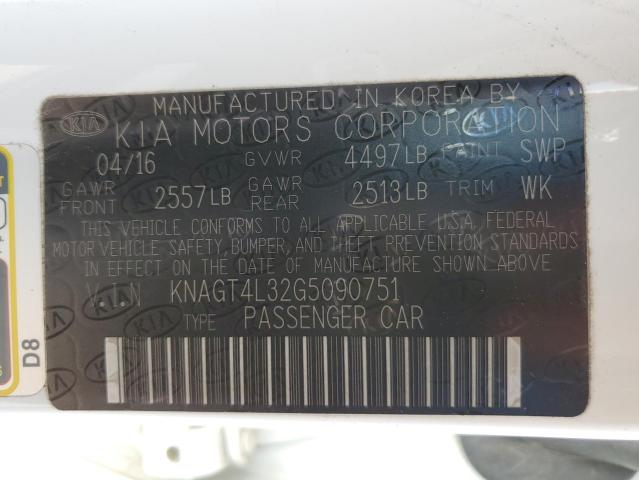 MANUFACTURED IN KOREA BY
KIA KIA MOTORS CORPORATION
04/16 GVWR 4497LB PAINT SWP
GAWR FRONT 2557LB GAWR REAR 2513LB TRIM WK
THIS VEHICLE CONFORMS TO ALL APPLICABLE U.S.A. FEDERAL
MOTOR VEHICLE SAFETY, BUMPER, AND THEFT PREVENTION STANDARDS
IN EFFECT ON THE DATE OF MANUFACTURE SHOWN ABOVE.
V.I.N KNAGT4L32G5090751
TYPE PASSENGER CAR
D8